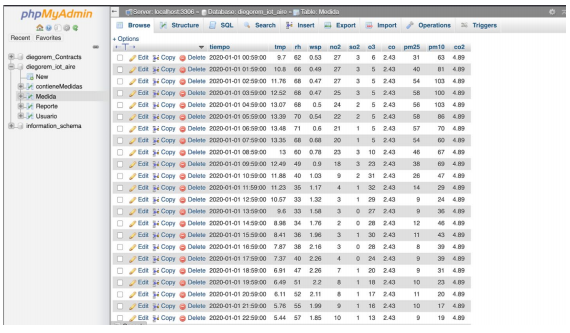 phpMyAdmin
Recent Favorites
diegorem_Contracts
diegorem_iot_aire
New
contieneMedidas
Medida
Reporte
Usuario
information_schema
Server: localhost:3306 » Database: diegorem_iot_aire » Table: Medida
Browse Structure SQL Search Insert Export Import Operations Triggers
+ Options
tiempo tmp rh wsp no2 so2 o3 co pm25 pm10 co2
Edit Copy Delete 2020-01-01 00:59:00 9.7 62 0.53 27 3 6 2.43 31 63 4.89
Edit Copy Delete 2020-01-01 01:59:00 10.8 66 0.49 27 3 5 2.43 40 81 4.89
Edit Copy Delete 2020-01-01 02:59:00 11.76 68 0.47 27 3 5 2.43 54 103 4.89
Edit Copy Delete 2020-01-01 03:59:00 12.52 68 0.47 25 3 5 2.43 58 100 4.89
Edit Copy Delete 2020-01-01 04:59:00 13.07 68 0.5 24 2 5 2.43 56 103 4.89
Edit Copy Delete 2020-01-01 05:59:00 13.39 70 0.54 22 2 5 2.43 58 86 4.89
Edit Copy Delete 2020-01-01 06:59:00 13.48 71 0.6 21 1 5 2.43 57 70 4.89
Edit Copy Delete 2020-01-01 07:59:00 13.35 68 0.68 20 1 5 2.43 54 60 4.89
Edit Copy Delete 2020-01-01 08:59:00 13 60 0.78 23 3 10 2.43 46 67 4.89
Edit Copy Delete 2020-01-01 09:59:00 12.49 49 0.9 18 3 23 2.43 38 69 4.89
Edit Copy Delete 2020-01-01 10:59:00 11.88 40 1.03 9 2 31 2.43 26 47 4.89
Edit Copy Delete 2020-01-01 11:59:00 11.23 35 1.17 4 1 32 2.43 14 29 4.89
Edit Copy Delete 2020-01-01 12:59:00 10.57 33 1.32 3 1 29 2.43 9 24 4.89
Edit Copy Delete 2020-01-01 13:59:00 9.6 33 1.58 3 0 27 2.43 9 36 4.89
Edit Copy Delete 2020-01-01 14:59:00 8.98 34 1.76 2 0 28 2.43 12 46 4.89
Edit Copy Delete 2020-01-01 15:59:00 8.41 36 1.96 3 1 30 2.43 11 43 4.89
Edit Copy Delete 2020-01-01 16:59:00 7.87 38 2.16 3 0 28 2.43 8 39 4.89
Edit Copy Delete 2020-01-01 17:59:00 7.37 40 2.26 4 0 24 2.43 9 39 4.89
Edit Copy Delete 2020-01-01 18:59:00 6.91 47 2.26 7 1 20 2.43 9 31 4.89
Edit Copy Delete 2020-01-01 19:59:00 6.49 51 2.2 8 1 18 2.43 10 23 4.89
Edit Copy Delete 2020-01-01 20:59:00 6.11 52 2.11 8 1 17 2.43 11 20 4.89
Edit Copy Delete 2020-01-01 21:59:00 5.76 55 1.99 9 1 16 2.43 10 17 4.89
Edit Copy Delete 2020-01-01 22:59:00 5.44 57 1.85 10 1 13 2.43 9 19 4.89